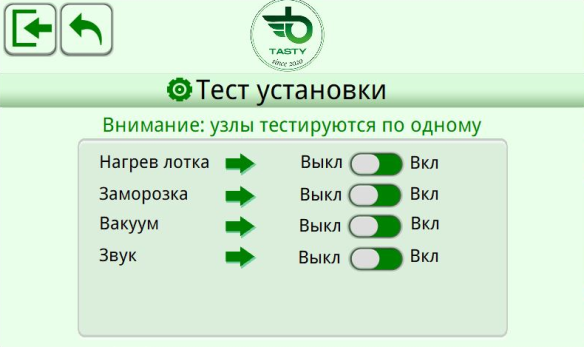 TASTY
since 2020
Тест установки
Внимание: узлы тестируются по одному
Нагрев лотка Выкл Вкл
Заморозка Выкл Вкл
Вакуум Выкл Вкл
Звук Выкл Вкл